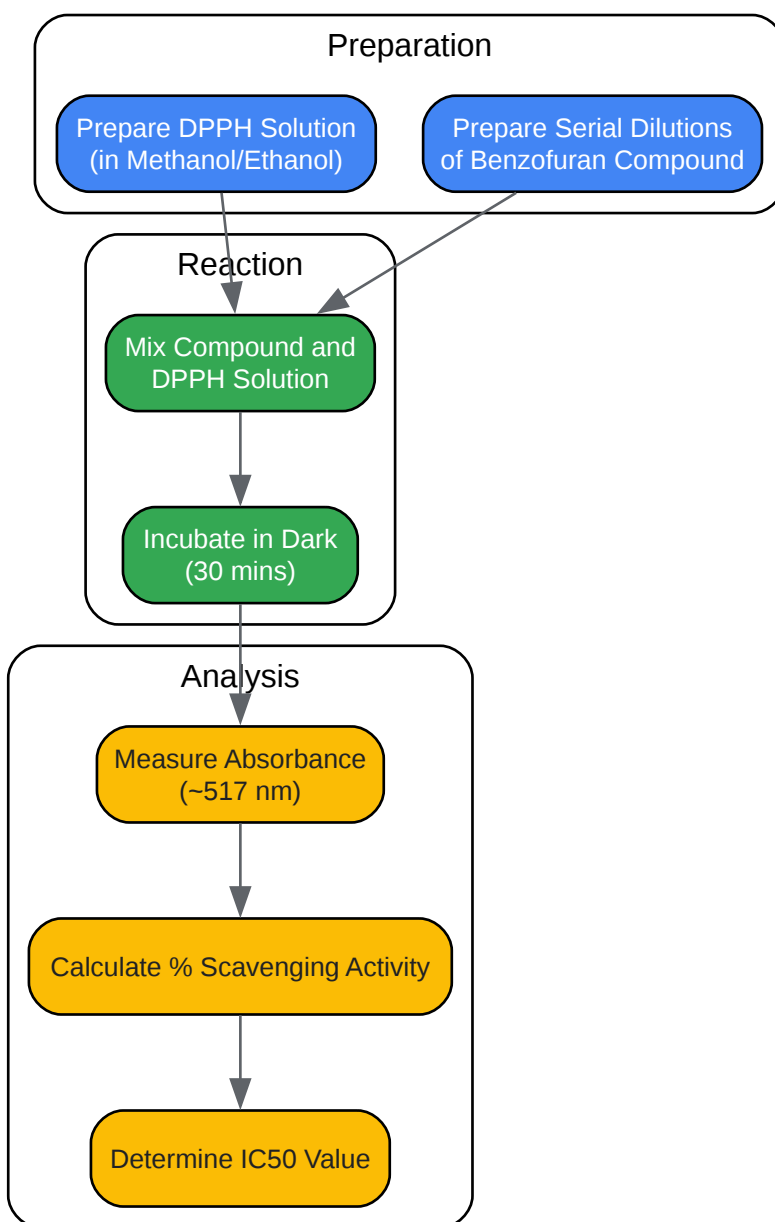 Preparation
Prepare DPPH Solution
(in Methanol/Ethanol)
Prepare Serial Dilutions
of Benzofuran Compound
Reaction
Mix Compound and
DPPH Solution
Incubate in Dark
(30 mins)
Analysis
Measure Absorbance
(~517 nm)
Calculate % Scavenging Activity
Determine IC50 Value